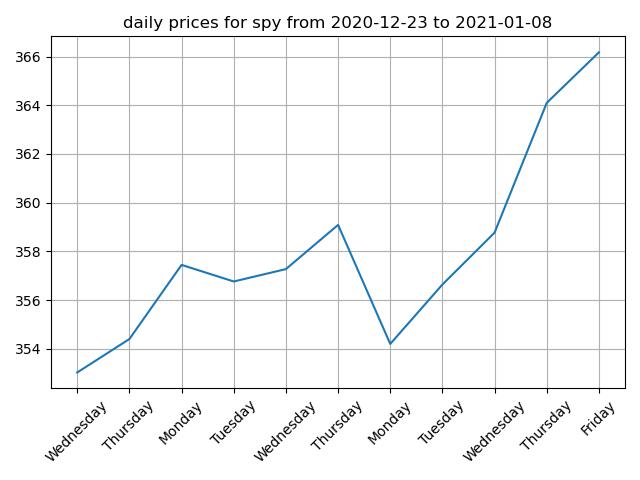 daily prices for spy from 2020-12-23 to 2021-01-08
366
364
362
360
358
356
354
Wednesday
Thursday
Monday
Tuesday
Wednesday
Thursday
Monday
Tuesday
Wednesday
Thursday
Friday